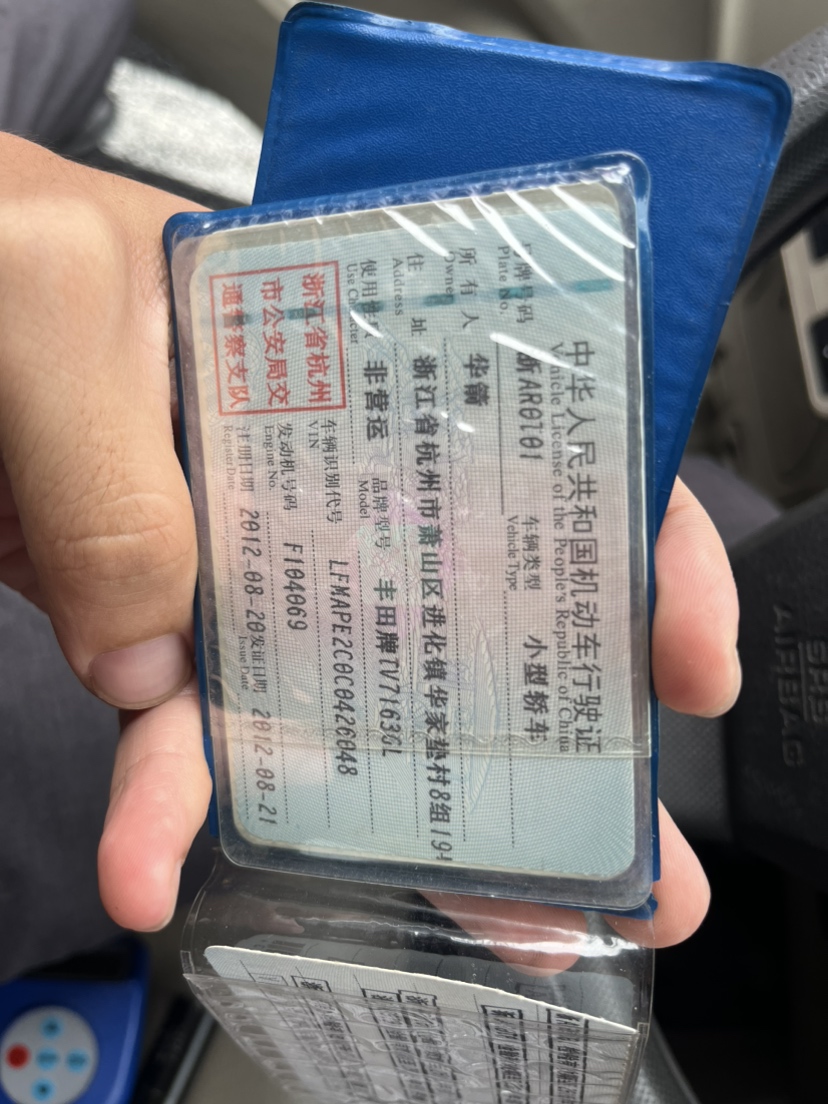 中华人民共和国机动车行驶证
Vehicle License of the People's Republic of China
号牌号码 浙AR0101 车辆类型 小型轿车
Plate No. Vehicle Type
所有人 华箭
Owner
住址 浙江省杭州市萧山区进化镇华家垫村8组19
Address
使用性质 非营运 品牌型号 丰田牌TV7163GL
Use Character Model
浙江省杭州
市公安局交
通警察支队
车辆识别代号 LFMAPE2C0C0426048
VIN
发动机号码 F104069
Engine No.
注册日期 2012-08-20 发证日期 2012-08-21
Register Date Issue Date
SRS
AIRBAG